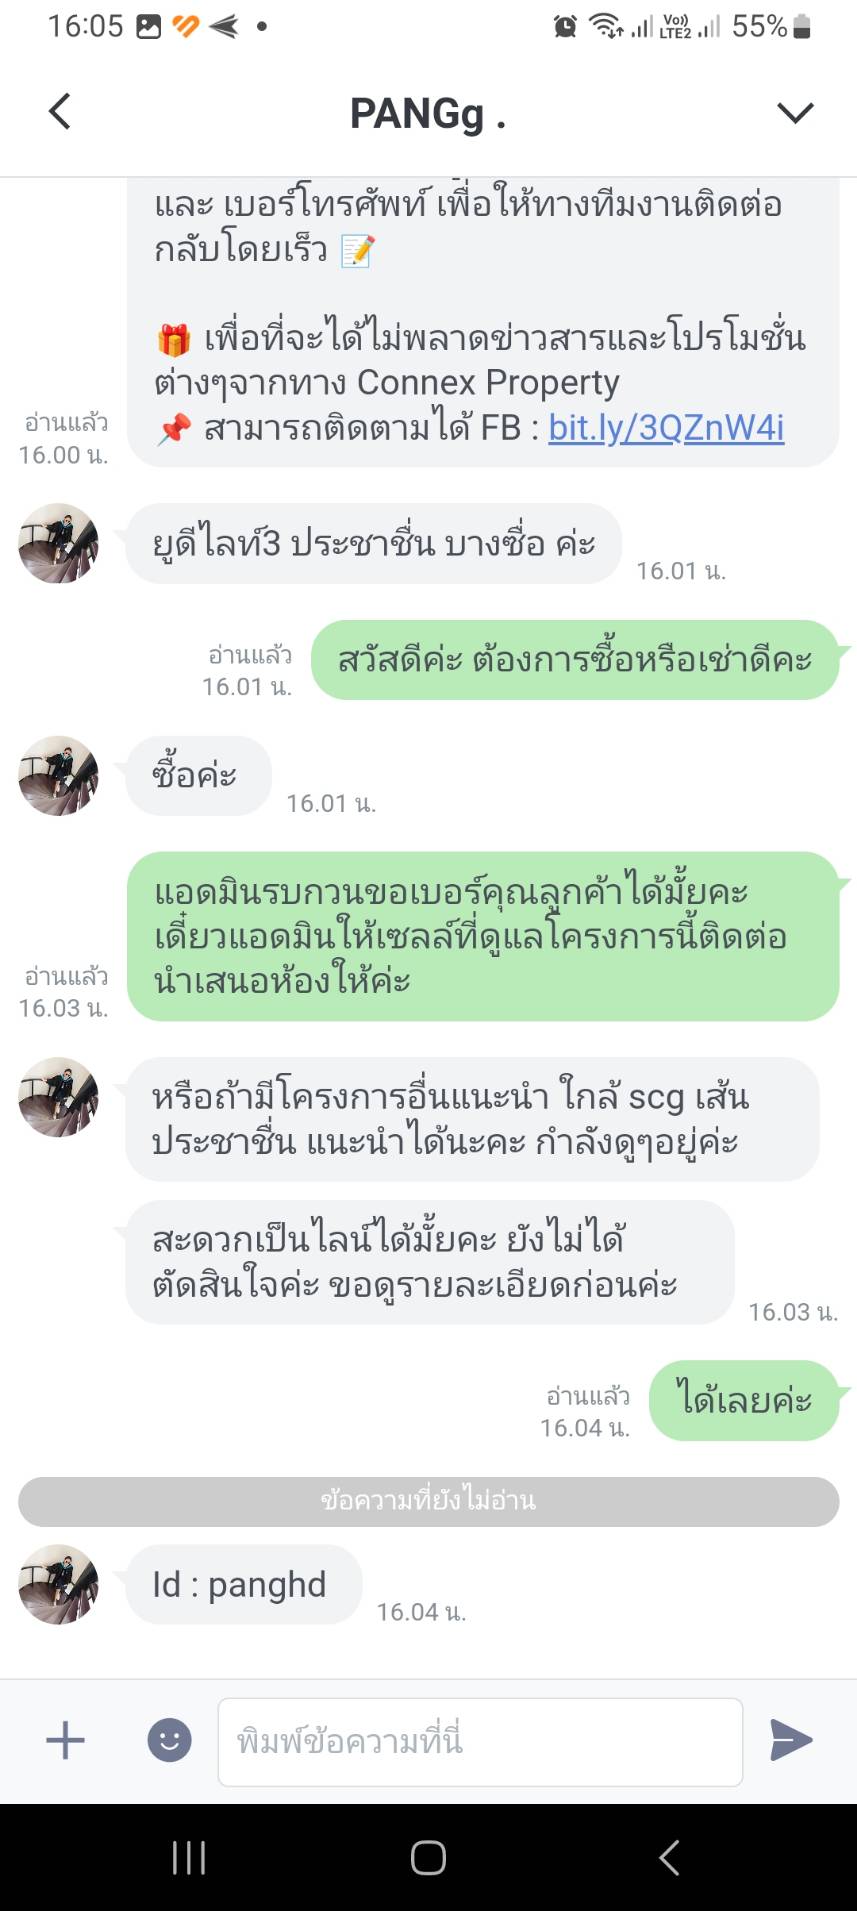 16:05
Vo))
LTE2
55%
PANGg .
และ เบอร์โทรศัพท์ เพื่อให้ทางทีมงานติดต่อ
กลับโดยเร็ว 📝
🎁 เพื่อที่จะได้ไม่พลาดข่าวสารและโปรโมชั่น
ต่างๆจากทาง Connex Property
📌 สามารถติดตามได้ FB : bit.ly/3QZnW4i
อ่านแล้ว
16.00 น.
ยูดีไลท์3 ประชาชื่น บางซื่อ ค่ะ
16.01 น.
สวัสดีค่ะ ต้องการซื้อหรือเช่าดีคะ
อ่านแล้ว
16.01 น.
ซื้อค่ะ
16.01 น.
แอดมินรบกวนขอเบอร์คุณลูกค้าได้มั้ยคะ
เดี๋ยวแอดมินให้เซลล์ที่ดูแลโครงการนี้ติดต่อ
นำเสนอห้องให้ค่ะ
อ่านแล้ว
16.03 น.
หรือถ้ามีโครงการอื่นแนะนำ ใกล้ scg เส้น
ประชาชื่น แนะนำได้นะคะ กำลังดูๆอยู่ค่ะ
สะดวกเป็นไลน์ได้มั้ยคะ ยังไม่ได้
ตัดสินใจค่ะ ขอดูรายละเอียดก่อนค่ะ
16.03 น.
ได้เลยค่ะ
อ่านแล้ว
16.04 น.
ข้อความที่ยังไม่อ่าน
Id : panghd
16.04 น.
พิมพ์ข้อความที่นี่